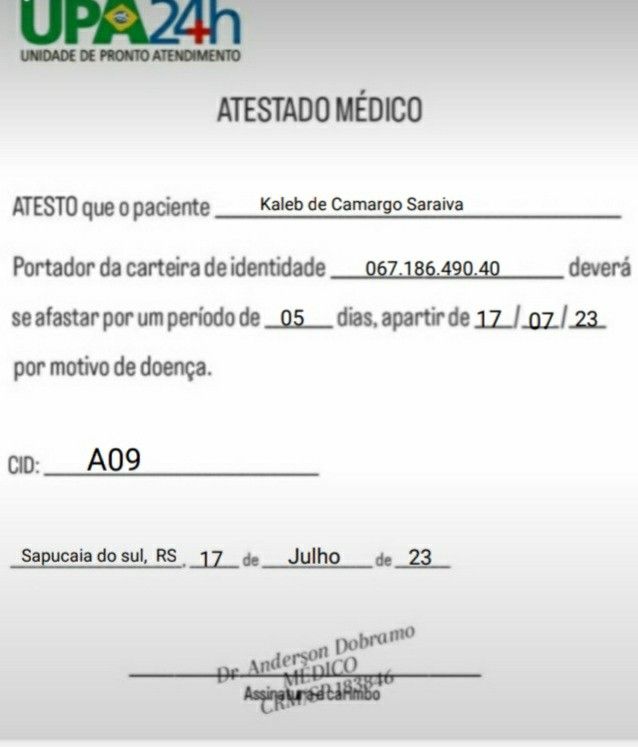 UPA24h
UNIDADE DE PRONTO ATENDIMENTO
ATESTADO MÉDICO
ATESTO que o paciente Kaleb de Camargo Saraiva
Portador da carteira de identidade 067.186.490.40 deverá
se afastar por um período de 05 dias, apartir de 17/07/23
por motivo de doença.
CID: A09
Sapucaia do sul, RS, 17 de Julho de 23
Dr. Anderson Dobramo
MÉDICO
Assinatura e carimbo
183846